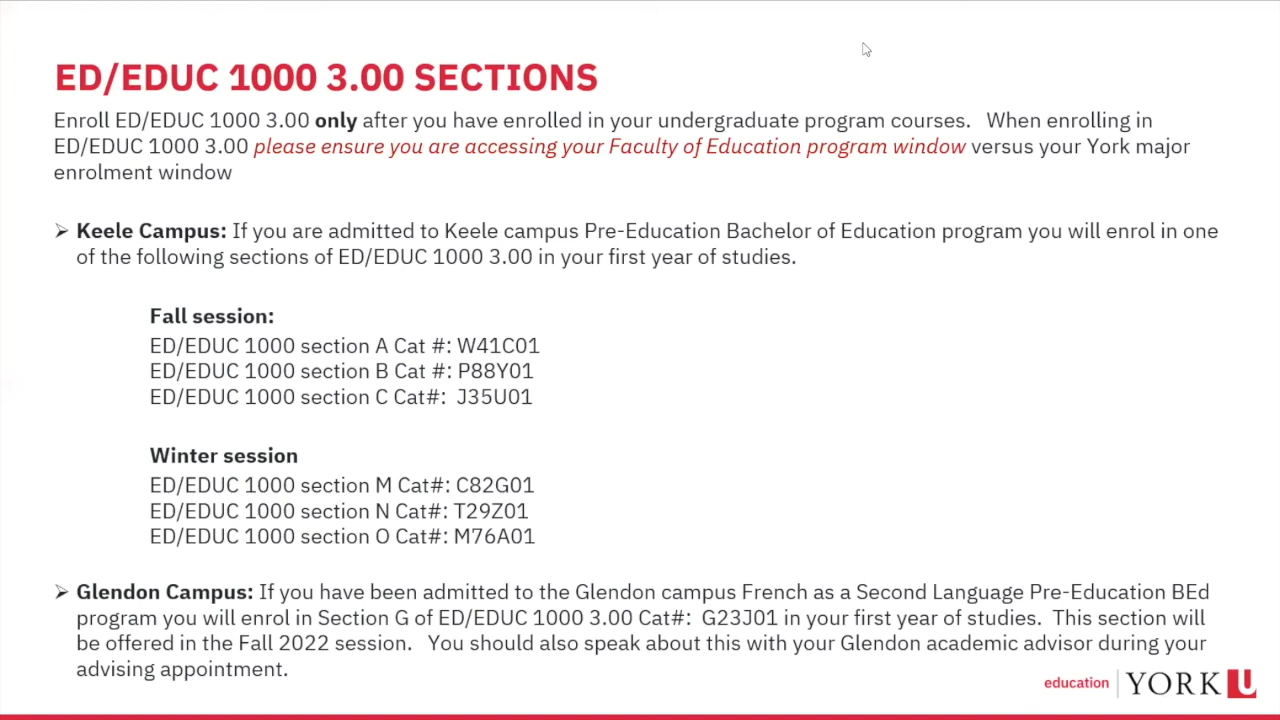 ED/EDUC 1000 3.00 SECTIONS
Enroll ED/EDUC 1000 3.00 only after you have enrolled in your undergraduate program courses.   When enrolling in
ED/EDUC 1000 3.00 please ensure you are accessing your Faculty of Education program window versus your York major
enrolment window
➢ Keele Campus: If you are admitted to Keele campus Pre-Education Bachelor of Education program you will enrol in one
of the following sections of ED/EDUC 1000 3.00 in your first year of studies.
Fall session:
ED/EDUC 1000 section A Cat #: W41C01
ED/EDUC 1000 section B Cat #: P88Y01
ED/EDUC 1000 section C Cat#:  J35U01
Winter session
ED/EDUC 1000 section M Cat#: C82G01
ED/EDUC 1000 section N Cat#: T29Z01
ED/EDUC 1000 section O Cat#: M76A01
➢ Glendon Campus: If you have been admitted to the Glendon campus French as a Second Language Pre-Education BEd
program you will enrol in Section G of ED/EDUC 1000 3.00 Cat#:  G23J01 in your first year of studies.  This section will
be offered in the Fall 2022 session.   You should also speak about this with your Glendon academic advisor during your
advising appointment.
education YORK U